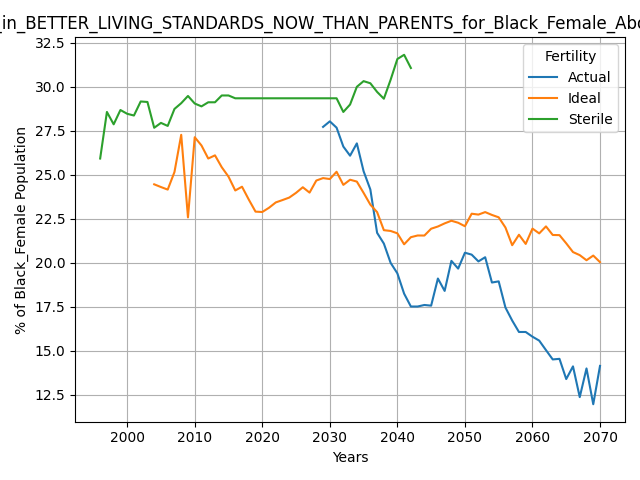 _in_BETTER_LIVING_STANDARDS_NOW_THAN_PARENTS_for_Black_Female_Abo
Fertility
Actual
Ideal
Sterile
% of Black_Female Population
32.5
30.0
27.5
25.0
22.5
20.0
17.5
15.0
12.5
2000 2010 2020 2030 2040 2050 2060 2070
Years